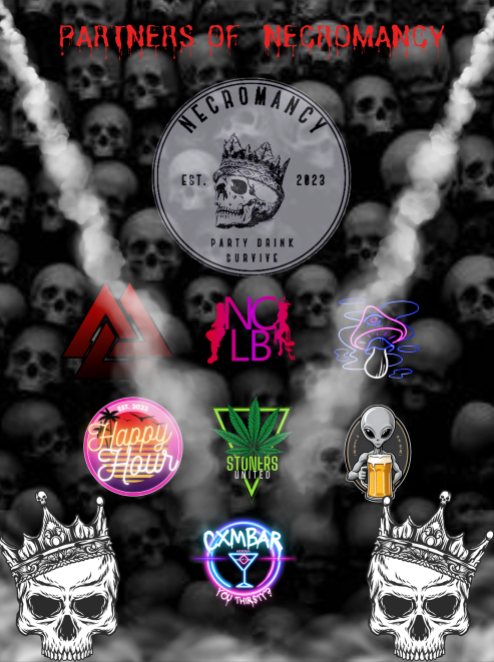 PARTNERS OF NECROMANCY
NECROMANCY
EST. 2023
PARTY DRINK
SURVIVE
NC
LB
EST. 2022
Happy
Hour
STONERS
UNITED
CXMBAR
YOU THIRSTY?